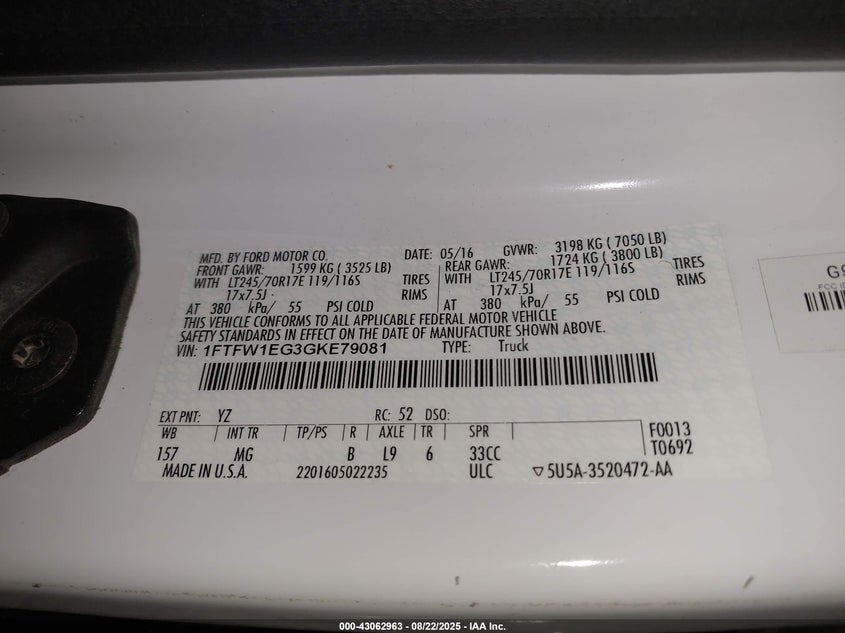 MFD. BY FORD MOTOR CO. DATE: 05/16 GVWR: 3198 KG ( 7050 LB)
FRONT GAWR: 1599 KG ( 3525 LB) REAR GAWR: 1724 KG ( 3800 LB)
WITH LT245/70R17E 119/116S TIRES WITH LT245/70R17E 119/116S TIRES
17x7.5J RIMS 17x7.5J RIMS
AT 380 kPa/ 55 PSI COLD AT 380 kPa/ 55 PSI COLD
THIS VEHICLE CONFORMS TO ALL APPLICABLE FEDERAL MOTOR VEHICLE
SAFETY STANDARDS IN EFFECT ON THE DATE OF MANUFACTURE SHOWN ABOVE.
VIN: 1FTFW1EG3GKE79081 TYPE: Truck
EXT PNT: YZ RC: 52 DSO:
WB INT TR TP/PS R AXLE TR SPR F0013
157 MG B L9 6 33CC T0692
MADE IN U.S.A. 2201605022235 ULC ▽5U5A-3520472-AA
FCC
000-43062963 - 08/22/2025 - IAA Inc.